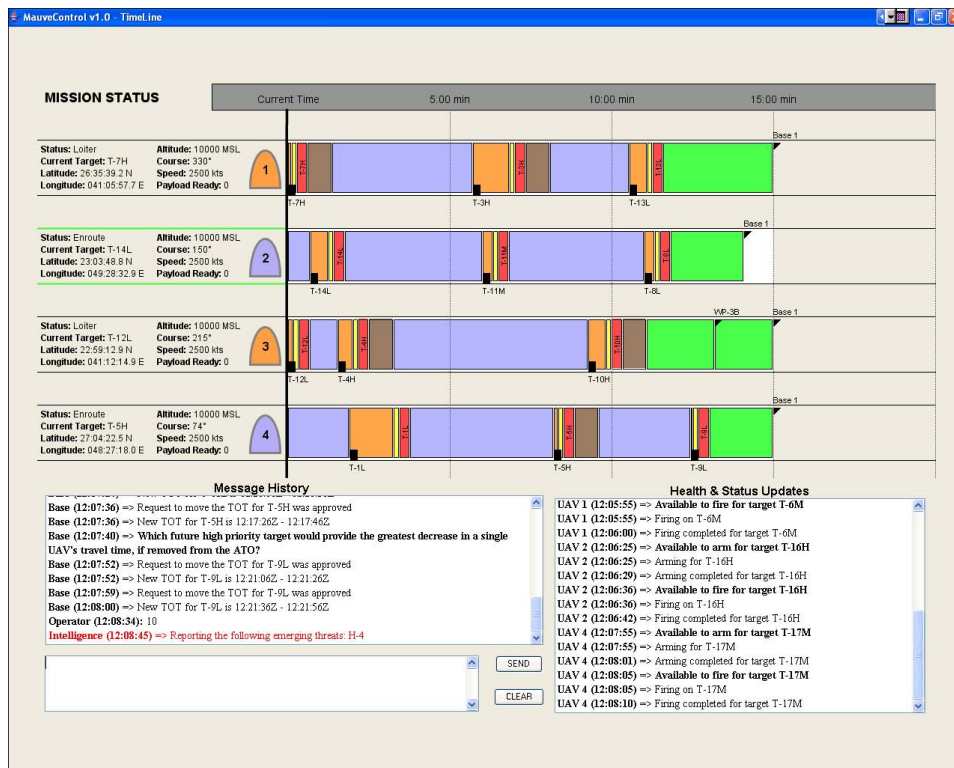 MauveControl v1.0 - TimeLine
MISSION STATUS
Current Time 5:00 min 10:00 min 15:00 min
Base 1
Status: Loiter Altitude: 10000 MSL
Current Target: T-7H Course: 330°
Latitude: 26:35:39.2 N Speed: 2500 kts
Longitude: 041:05:57.7 E Payload Ready: 0
1
T-7H T-3H T-13L
T-7H T-3H T-13L
Base 1
Status: Enroute Altitude: 10000 MSL
Current Target: T-14L Course: 150°
Latitude: 23:03:48.8 N Speed: 2500 kts
Longitude: 049:28:32.9 E Payload Ready: 0
2
T-14L T-11M T-8L
T-14L T-11M T-8L
WP-3B Base 1
Status: Loiter Altitude: 10000 MSL
Current Target: T-12L Course: 215°
Latitude: 22:59:12.9 N Speed: 2500 kts
Longitude: 041:12:14.9 E Payload Ready: 0
3
T-12L T-4H T-10H
T-12L T-4H T-10H
Base 1
Status: Enroute Altitude: 10000 MSL
Current Target: T-5H Course: 74°
Latitude: 27:04:22.5 N Speed: 2500 kts
Longitude: 048:27:18.0 E Payload Ready: 0
4
T-1L T-5H T-9L
T-1L T-5H T-9L
Message History
Base (12:07:36) => Request to move the TOT for T-5H was approved
Base (12:07:36) => New TOT for T-5H is 12:17:26Z - 12:17:46Z
Base (12:07:40) => Which future high priority target would provide the greatest decrease in a single
UAV's travel time, if removed from the ATO?
Base (12:07:52) => Request to move the TOT for T-9L was approved
Base (12:07:52) => New TOT for T-9L is 12:21:06Z - 12:21:26Z
Base (12:07:59) => Request to move the TOT for T-9L was approved
Base (12:08:00) => New TOT for T-9L is 12:21:36Z - 12:21:56Z
Operator (12:08:34): 10
Intelligence (12:08:45) => Reporting the following emerging threats: H-4
SEND
CLEAR
Health & Status Updates
UAV 1 (12:05:55) => Available to fire for target T-6M
UAV 1 (12:05:55) => Firing on T-6M
UAV 1 (12:06:00) => Firing completed for target T-6M
UAV 2 (12:06:25) => Available to arm for target T-16H
UAV 2 (12:06:25) => Arming for T-16H
UAV 2 (12:06:29) => Arming completed for target T-16H
UAV 2 (12:06:36) => Available to fire for target T-16H
UAV 2 (12:06:36) => Firing on T-16H
UAV 2 (12:06:42) => Firing completed for target T-16H
UAV 4 (12:07:55) => Available to arm for target T-17M
UAV 4 (12:07:55) => Arming for T-17M
UAV 4 (12:08:01) => Arming completed for target T-17M
UAV 4 (12:08:05) => Available to fire for target T-17M
UAV 4 (12:08:05) => Firing on T-17M
UAV 4 (12:08:10) => Firing completed for target T-17M